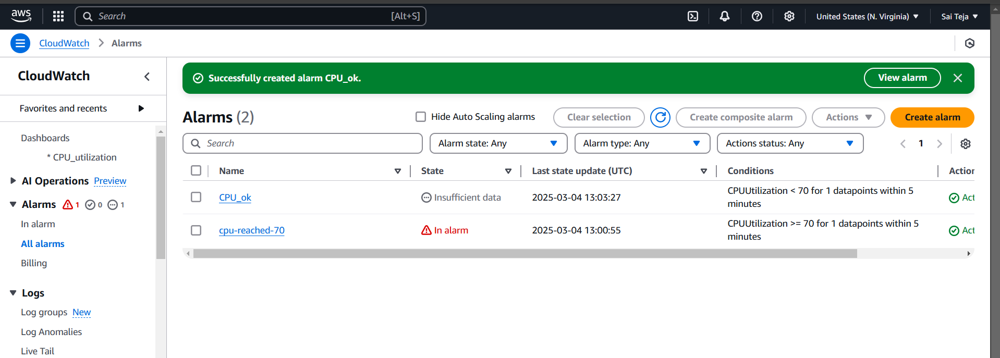 aws
Search [Alt+S]
United States (N. Virginia) Sai Teja
CloudWatch Alarms
CloudWatch
Favorites and recents
Dashboards
* CPU_utilization
AI Operations Preview
Alarms 1 0 1
In alarm
All alarms
Billing
Logs
Log groups New
Log Anomalies
Live Tail
Successfully created alarm CPU_ok.
View alarm
Alarms (2)
Hide Auto Scaling alarms
Clear selection
Create composite alarm
Actions
Create alarm
Search
Alarm state: Any
Alarm type: Any
Actions status: Any
1
Name State Last state update (UTC) Conditions Action
CPU_ok Insufficient data 2025-03-04 13:03:27 CPUUtilization < 70 for 1 datapoints within 5
minutes
Act
cpu-reached-70 In alarm 2025-03-04 13:00:55 CPUUtilization >= 70 for 1 datapoints within 5
minutes
Act